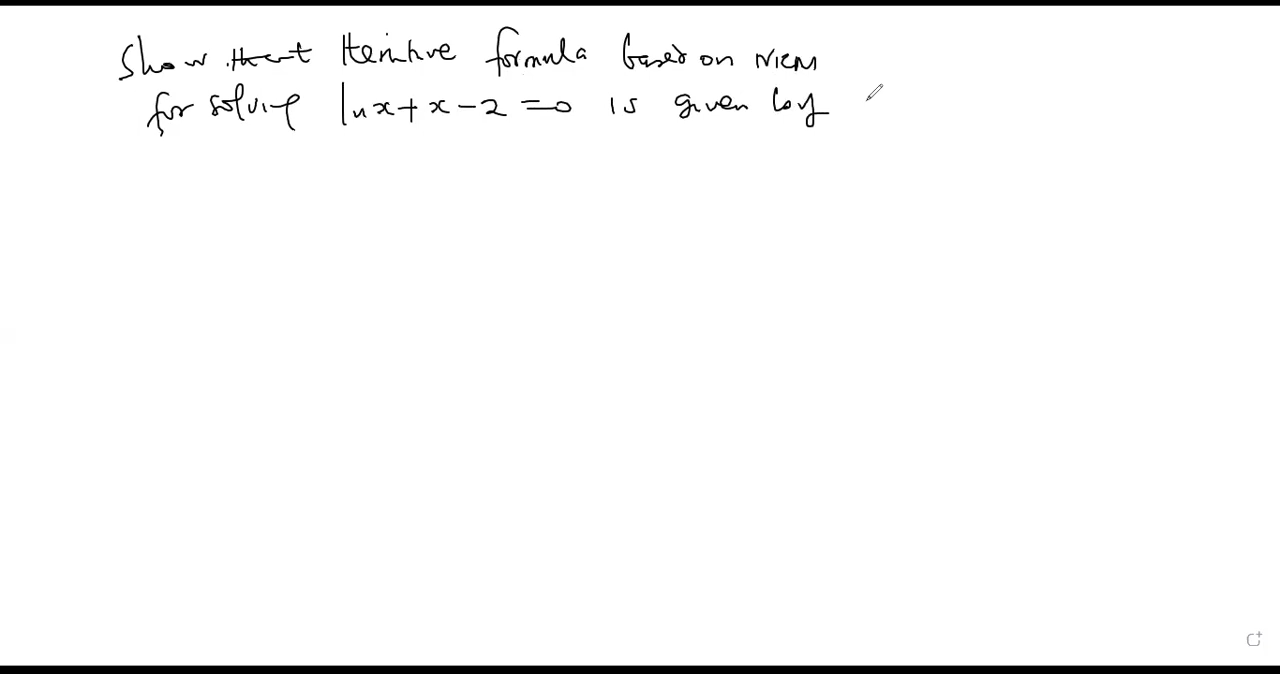 Show that Iterative formula based on NRM
for solving ln x + x - 2 = 0 is given by